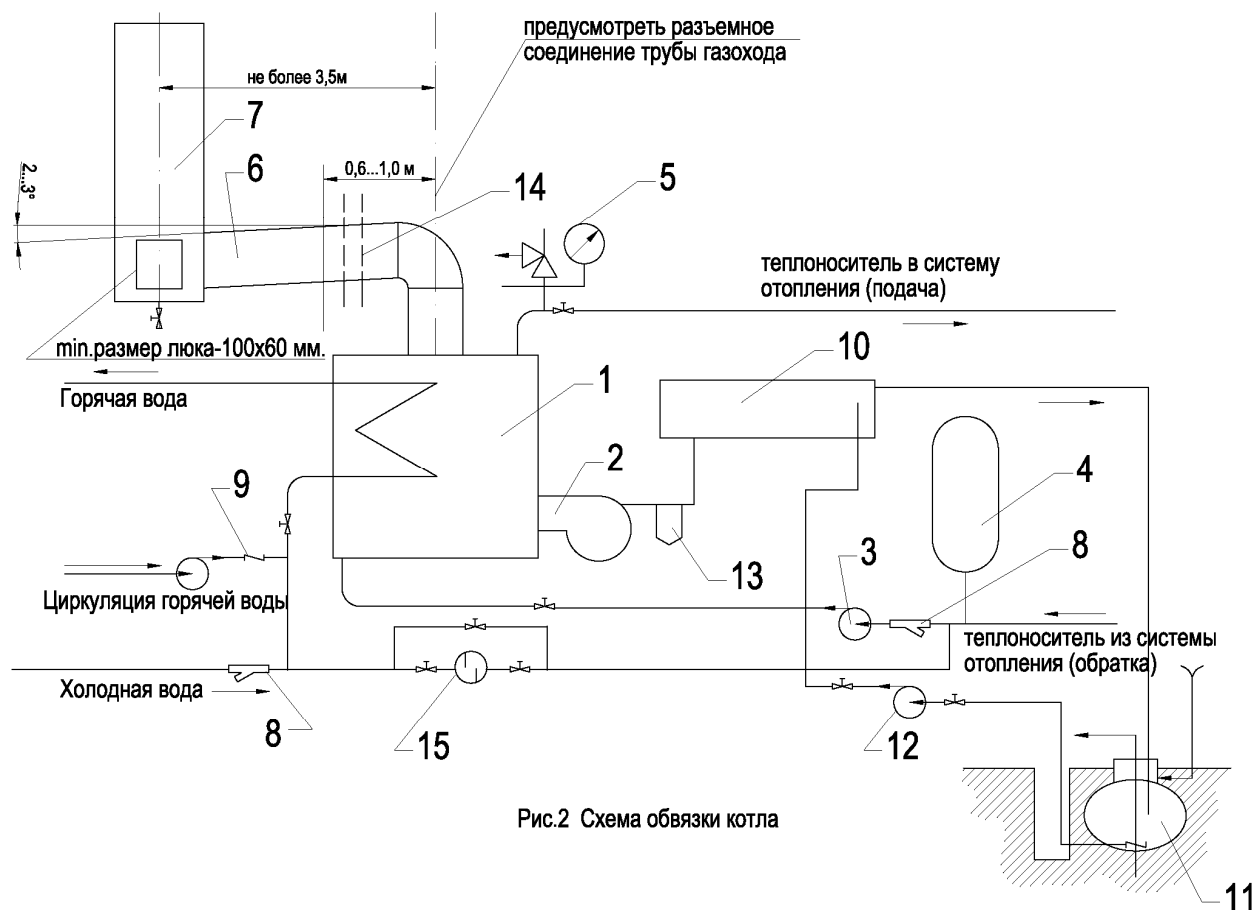 предусмотреть разъемное
соединение трубы газохода
не более 3,5м
7
6
0,6...1,0 м
14
5
2...3°
теплоноситель в систему
отопления (подача)
min.размер люка-100х60 мм.
10
Горячая вода
1
2
4
9
13
3
8
Циркуляция горячей воды
теплоноситель из системы
отопления (обратка)
Холодная вода
8
15
12
Рис.2 Схема обвязки котла
11